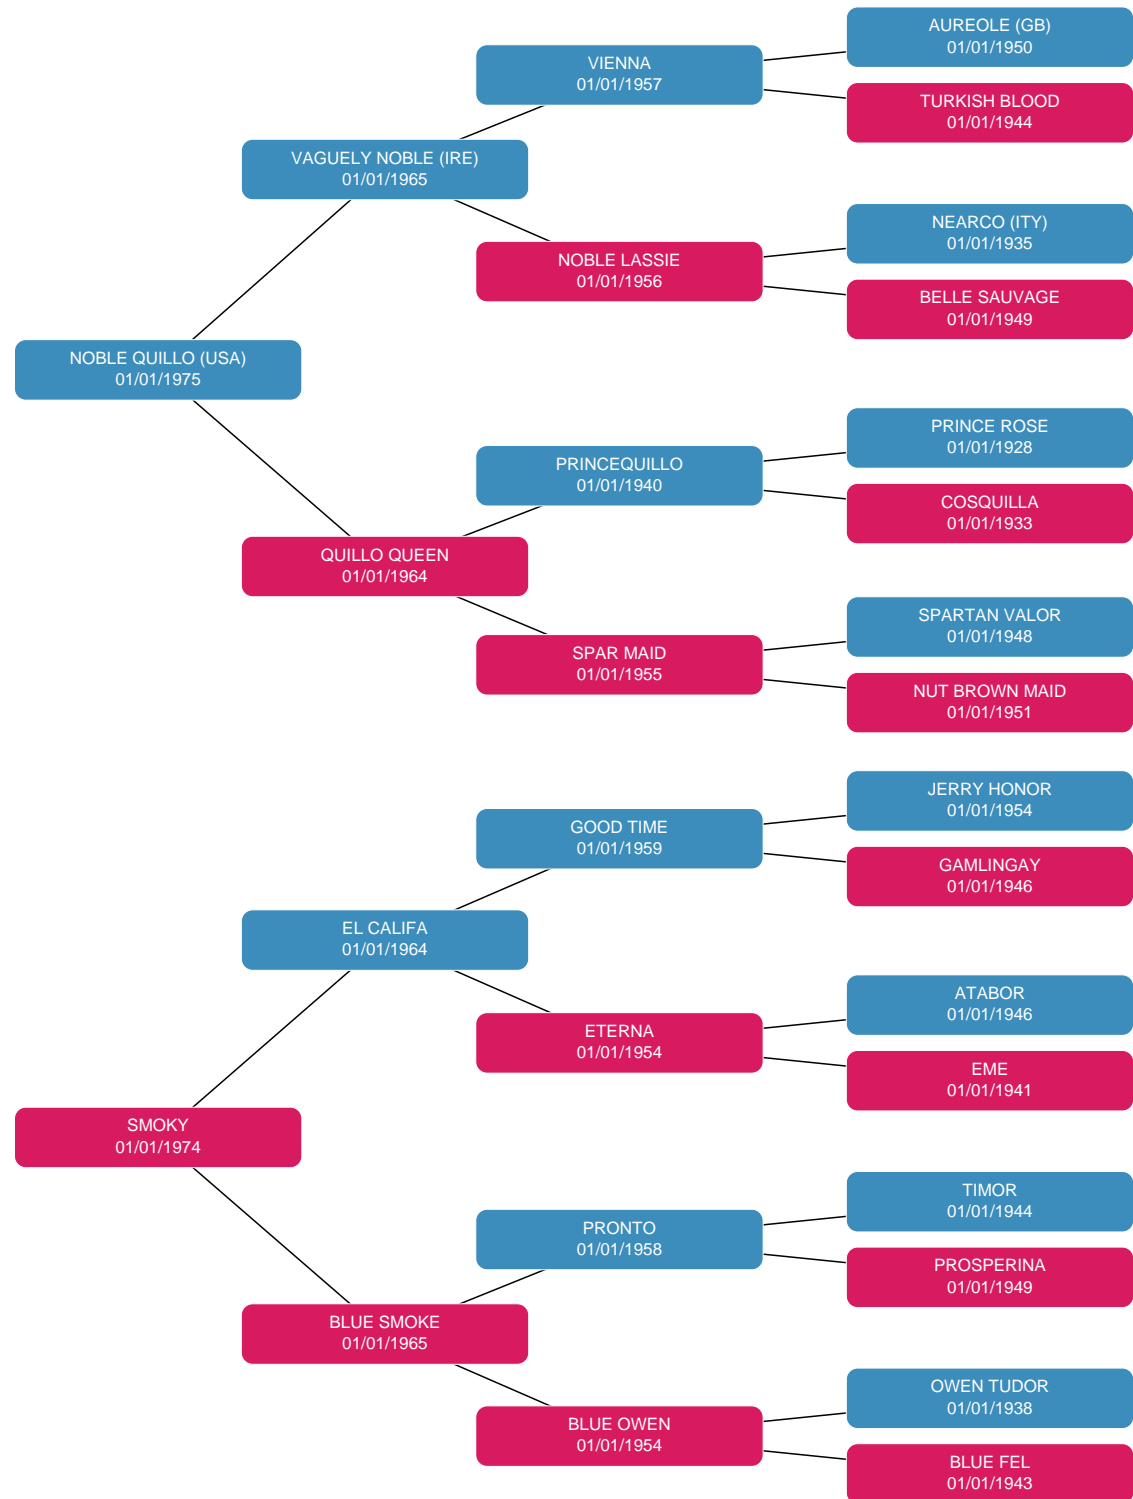 AUREOLE (GB)
01/01/1950
VIENNA
01/01/1957
TURKISH BLOOD
01/01/1944
VAGUELY NOBLE (IRE)
01/01/1965
NEARCO (ITY)
01/01/1935
NOBLE LASSIE
01/01/1956
BELLE SAUVAGE
01/01/1949
NOBLE QUILLO (USA)
01/01/1975
PRINCE ROSE
01/01/1928
PRINCEQUILLO
01/01/1940
COSQUILLA
01/01/1933
QUILLO QUEEN
01/01/1964
SPARTAN VALOR
01/01/1948
SPAR MAID
01/01/1955
NUT BROWN MAID
01/01/1951
JERRY HONOR
01/01/1954
GOOD TIME
01/01/1959
GAMLINGAY
01/01/1946
EL CALIFA
01/01/1964
ATABOR
01/01/1946
ETERNA
01/01/1954
EME
01/01/1941
SMOKY
01/01/1974
TIMOR
01/01/1944
PRONTO
01/01/1958
PROSPERINA
01/01/1949
BLUE SMOKE
01/01/1965
OWEN TUDOR
01/01/1938
BLUE OWEN
01/01/1954
BLUE FEL
01/01/1943